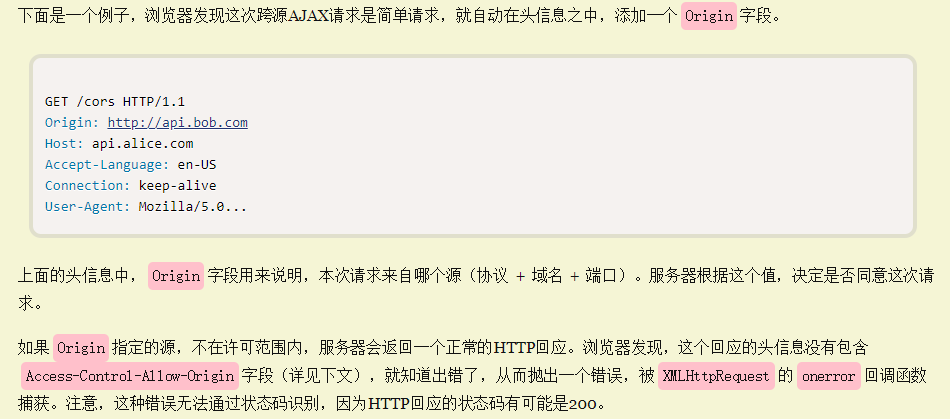 下面是一个例子，浏览器发现这次跨源AJAX请求是简单请求，就自动在头信息之中，添加一个 Origin 字段。
GET /cors HTTP/1.1
Origin: http://api.bob.com
Host: api.alice.com
Accept-Language: en-US
Connection: keep-alive
User-Agent: Mozilla/5.0...
上面的头信息中， Origin 字段用来说明，本次请求来自哪个源（协议 + 域名 + 端口）。服务器根据这个值，决定是否同意这次请
求。
如果 Origin 指定的源，不在许可范围内，服务器会返回一个正常的HTTP回应。浏览器发现，这个回应的头信息没有包含
Access-Control-Allow-Origin 字段（详见下文），就知道出错了，从而抛出一个错误，被 XMLHttpRequest 的 onerror 回调函数
捕获。注意，这种错误无法通过状态码识别，因为HTTP回应的状态码有可能是200。